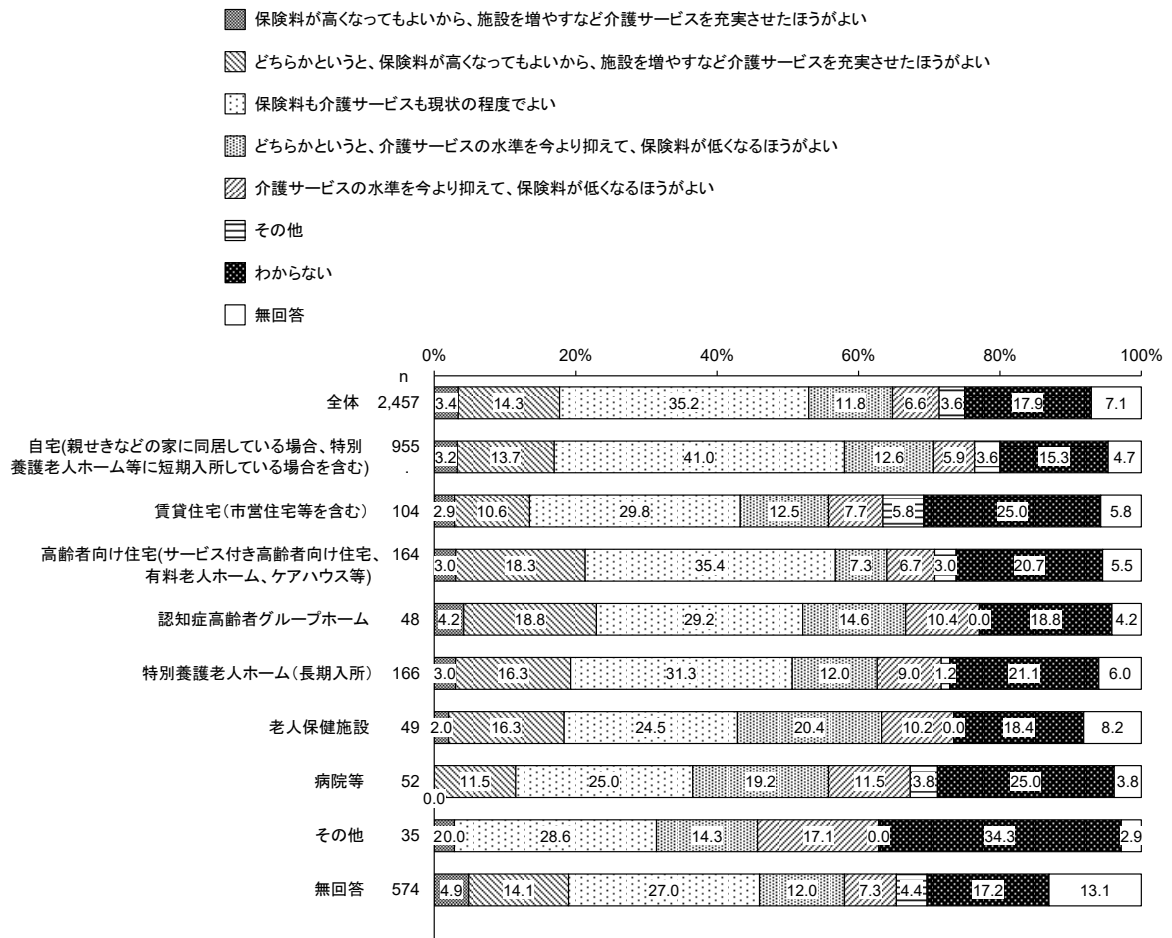 保険料が高くなってもよいから、施設を増やすなど介護サービスを充実させたほうがよい
どちらかというと、保険料が高くなってもよいから、施設を増やすなど介護サービスを充実させたほうがよい
保険料も介護サービスも現状の程度でよい
どちらかというと、介護サービスの水準を今より抑えて、保険料が低くなるほうがよい
介護サービスの水準を今より抑えて、保険料が低くなるほうがよい
その他
わからない
無回答
0% 20% 40% 60% 80% 100%
n
全体 2,457 3.4 14.3 35.2 11.8 6.6 3.6 17.9 7.1
自宅(親せきなどの家に同居している場合、特別
養護老人ホーム等に短期入所している場合を含む) 955 . 3.2 13.7 41.0 12.6 5.9 3.6 15.3 4.7
賃貸住宅（市営住宅等を含む） 104 2.9 10.6 29.8 12.5 7.7 5.8 25.0 5.8
高齢者向け住宅(サービス付き高齢者向け住宅、
有料老人ホーム、ケアハウス等) 164 3.0 18.3 35.4 7.3 6.7 3.0 20.7 5.5
認知症高齢者グループホーム 48 4.2 18.8 29.2 14.6 10.4 0.0 18.8 4.2
特別養護老人ホーム（長期入所） 166 3.0 16.3 31.3 12.0 9.0 1.2 21.1 6.0
老人保健施設 49 2.0 16.3 24.5 20.4 10.2 0.0 18.4 8.2
病院等 52 0.0 11.5 25.0 19.2 11.5 3.8 25.0 3.8
その他 35 20.0 28.6 14.3 17.1 0.0 34.3 2.9
無回答 574 4.9 14.1 27.0 12.0 7.3 4.4 17.2 13.1